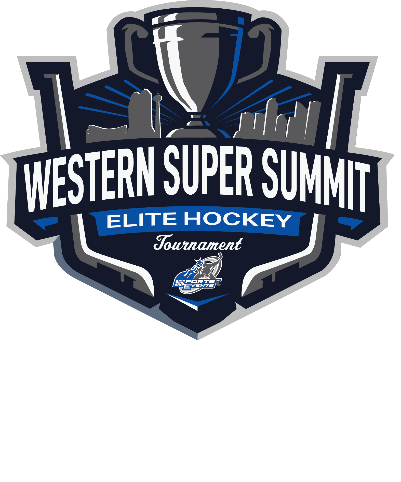 WESTERN SUPER SUMMIT
ELITE HOCKEY
Tournament